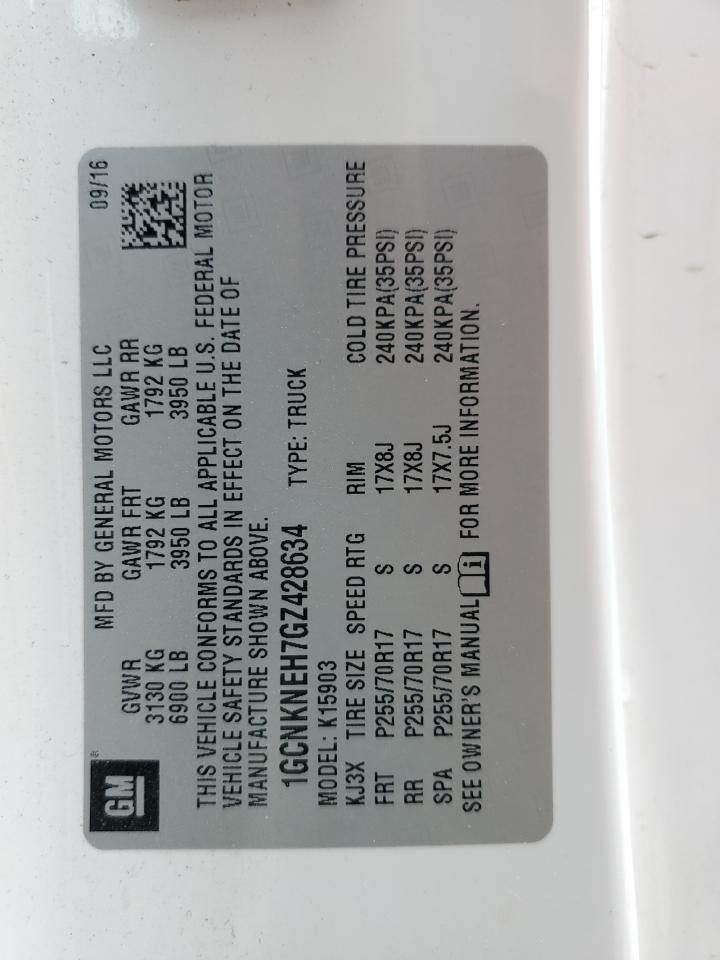 GM®
MFD BY GENERAL MOTORS LLC 09/16
GVWR GAWR FRT GAWR RR
3130 KG 1792 KG 1792 KG
6900 LB 3950 LB 3950 LB
THIS VEHICLE CONFORMS TO ALL APPLICABLE U.S. FEDERAL MOTOR
VEHICLE SAFETY STANDARDS IN EFFECT ON THE DATE OF
MANUFACTURE SHOWN ABOVE.
1GCNKNEH7GZ428634 TYPE: TRUCK
MODEL: K15903
KJ3X TIRE SIZE SPEED RTG RIM COLD TIRE PRESSURE
FRT P255/70R17 S 17X8J 240KPA(35PSI)
RR P255/70R17 S 17X8J 240KPA(35PSI)
SPA P255/70R17 S 17X7.5J 240KPA(35PSI)
SEE OWNER'S MANUAL i FOR MORE INFORMATION.